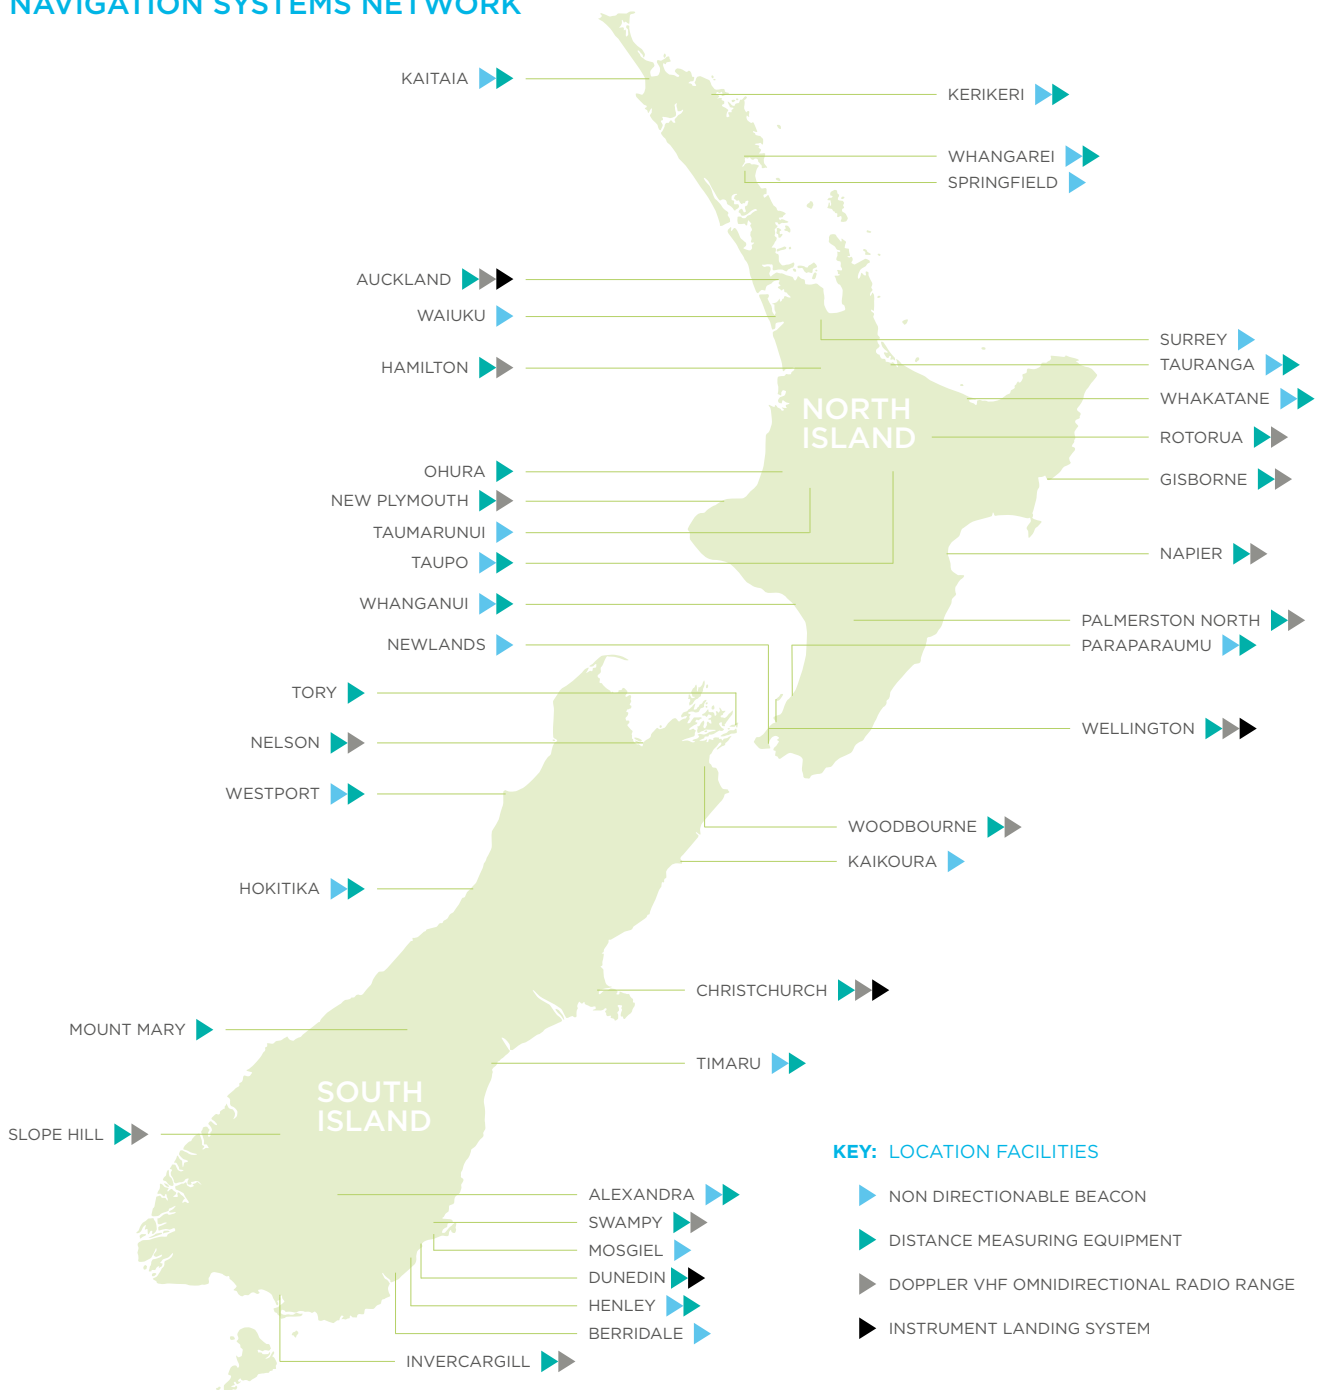 NAVIGATION SYSTEMS NETWORK
KAITAIA
KERIKERI
WHANGAREI
SPRINGFIELD
AUCKLAND
WAIUKU
HAMILTON
SURREY
TAURANGA
WHAKATANE
ROTORUA
GISBORNE
NORTH
ISLAND
OHURA
NEW PLYMOUTH
TAUMARUNUI
TAUPO
WHANGANUI
NEWLANDS
NAPIER
PALMERSTON NORTH
PARAPARAUMU
WELLINGTON
TORY
NELSON
WESTPORT
HOKITIKA
WOODBOURNE
KAIKOURA
CHRISTCHURCH
MOUNT MARY
TIMARU
SOUTH
ISLAND
SLOPE HILL
ALEXANDRA
SWAMPY
MOSGIEL
DUNEDIN
HENLEY
BERRIDALE
INVERCARGILL
KEY: LOCATION FACILITIES
NON DIRECTIONABLE BEACON
DISTANCE MEASURING EQUIPMENT
DOPPLER VHF OMNIDIRECTIONAL RADIO RANGE
INSTRUMENT LANDING SYSTEM